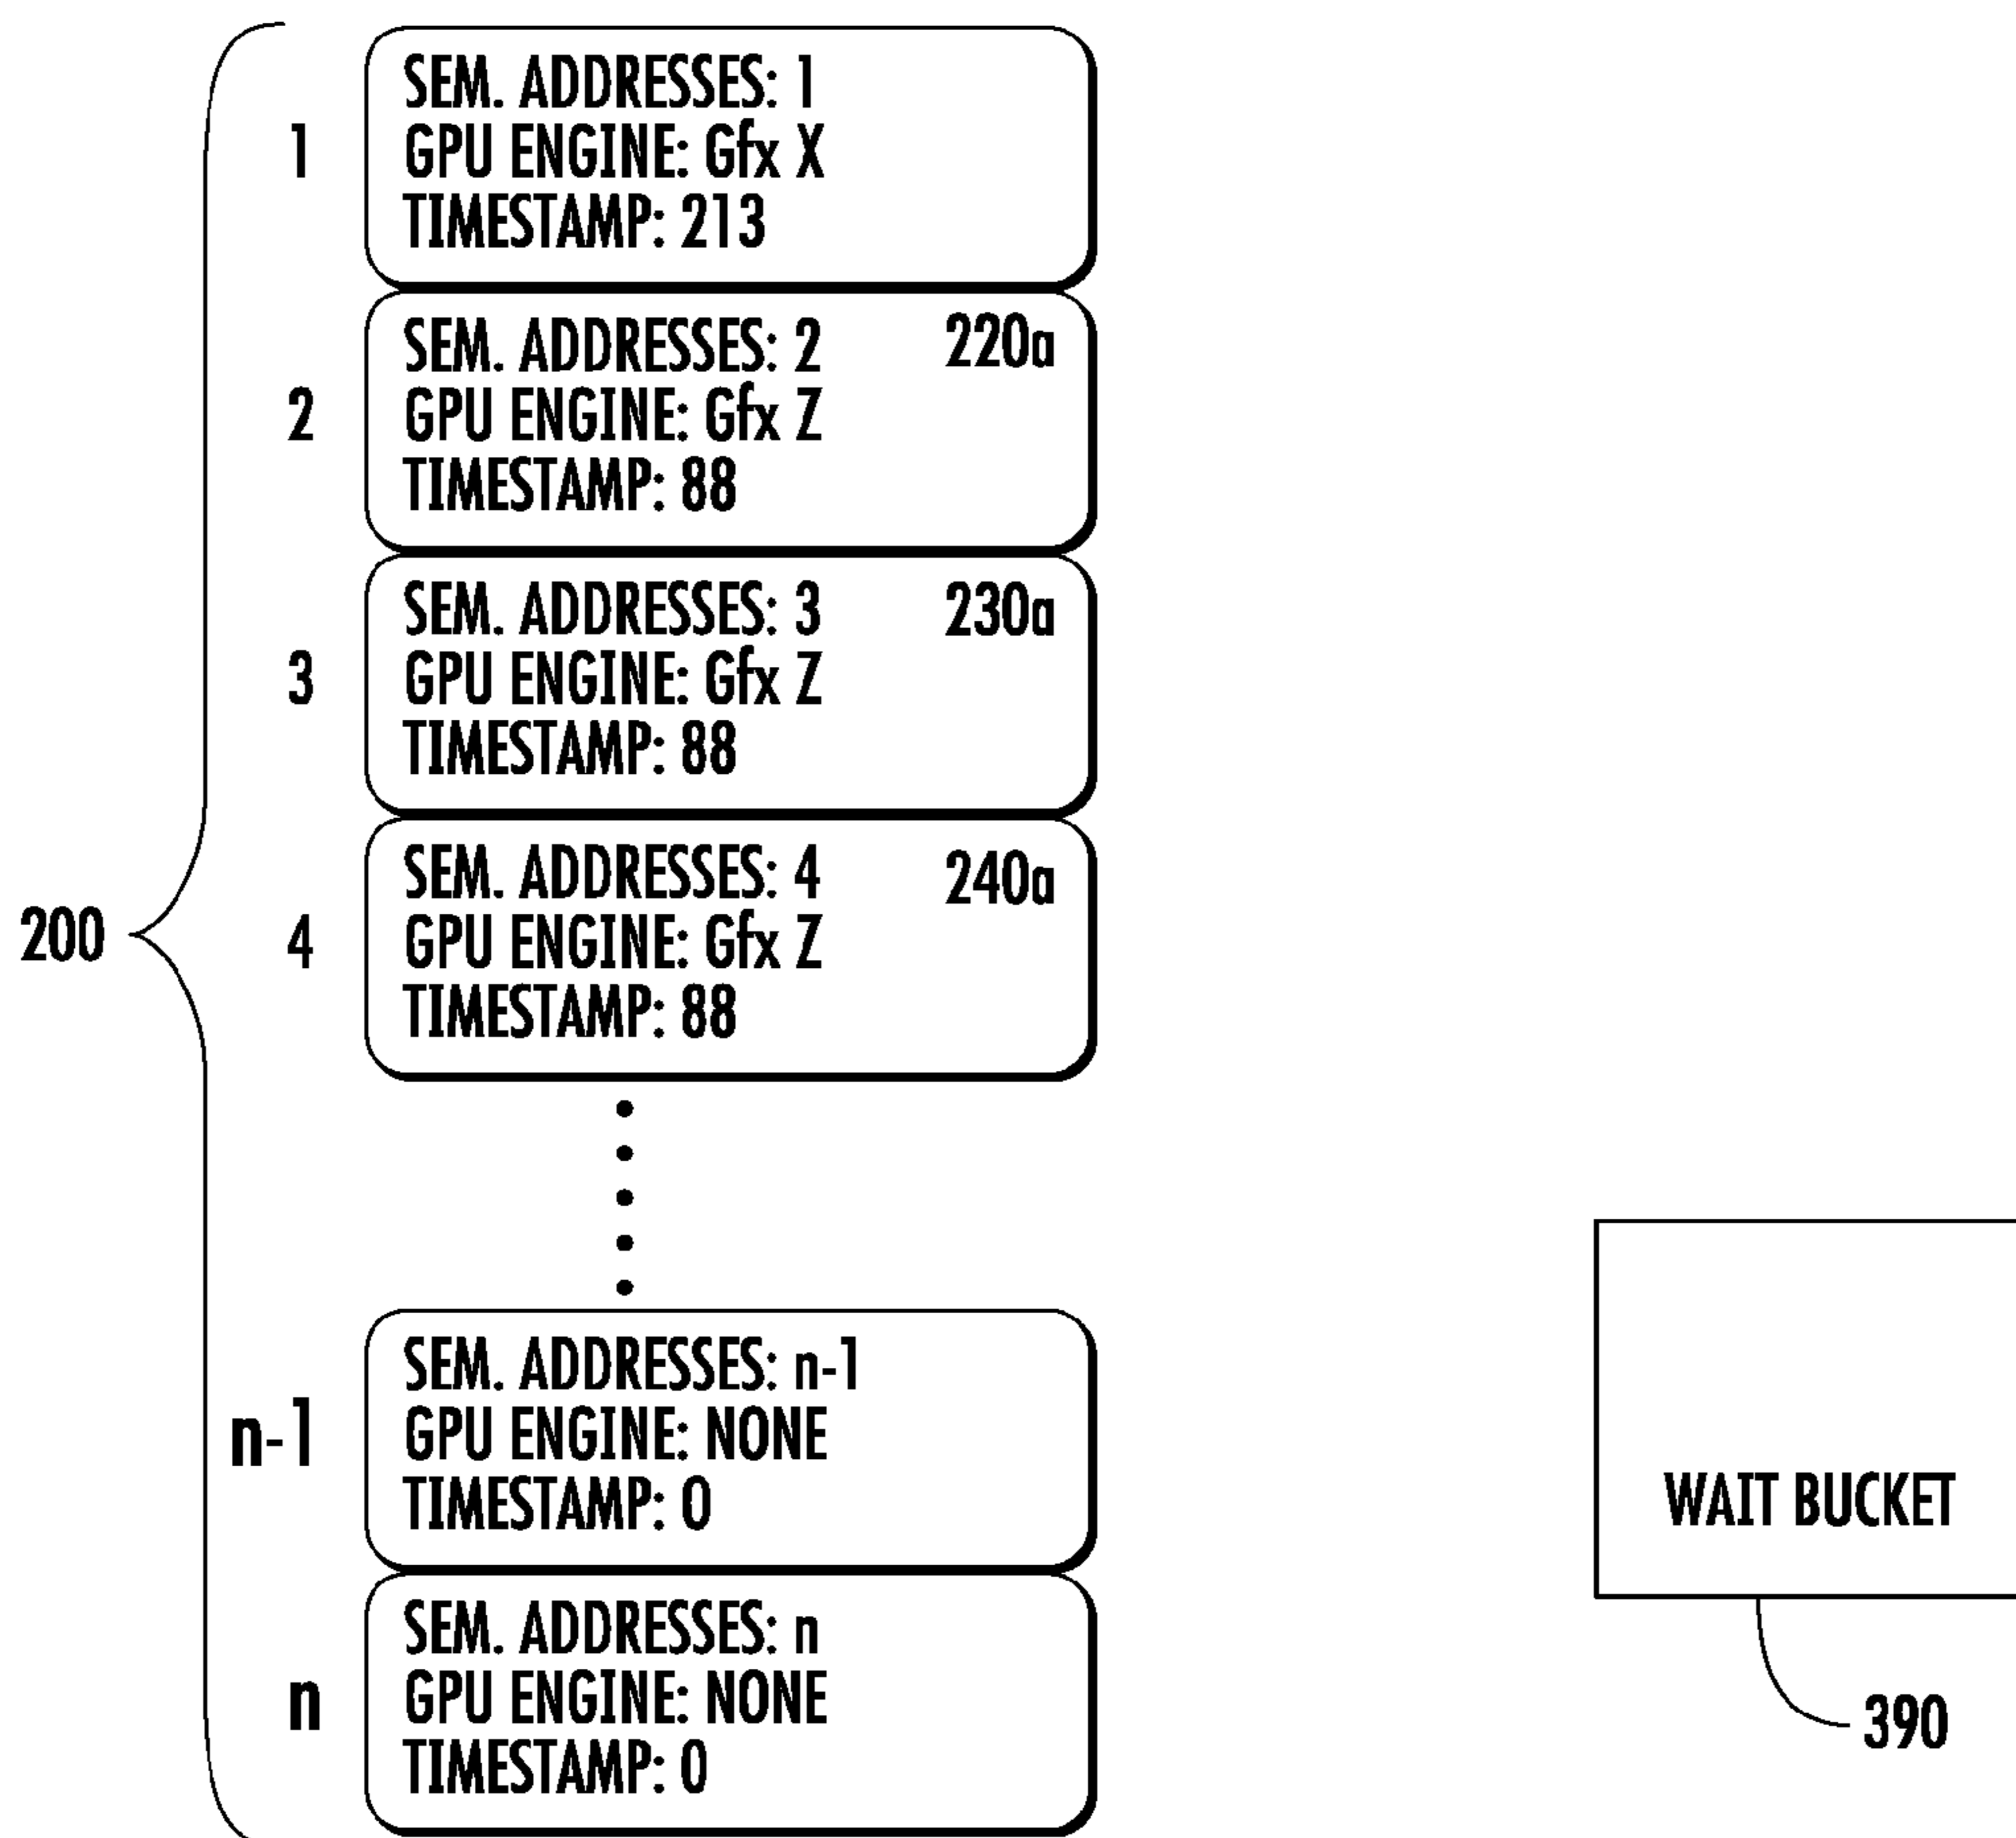 SEM. ADDRESSES: 1
1
GPU ENGINE: Gfx X
TIMESTAMP: 213
SEM. ADDRESSES: 2 220a
2
GPU ENGINE: Gfx Z
TIMESTAMP: 88
SEM. ADDRESSES: 3 230a
3
GPU ENGINE: Gfx Z
TIMESTAMP: 88
200
SEM. ADDRESSES: 4 240a
4
GPU ENGINE: Gfx Z
TIMESTAMP: 88
SEM. ADDRESSES: n-1
n-1
GPU ENGINE: NONE
TIMESTAMP: 0
SEM. ADDRESSES: n
n
GPU ENGINE: NONE
TIMESTAMP: 0
WAIT BUCKET
390